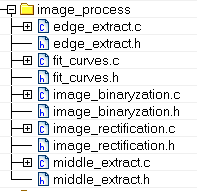 image_process
edge_extract.c
edge_extract.h
fit_curves.c
fit_curves.h
image_binaryzation.c
image_binaryzation.h
image_rectification.c
image_rectification.h
middle_extract.c
middle_extract.h